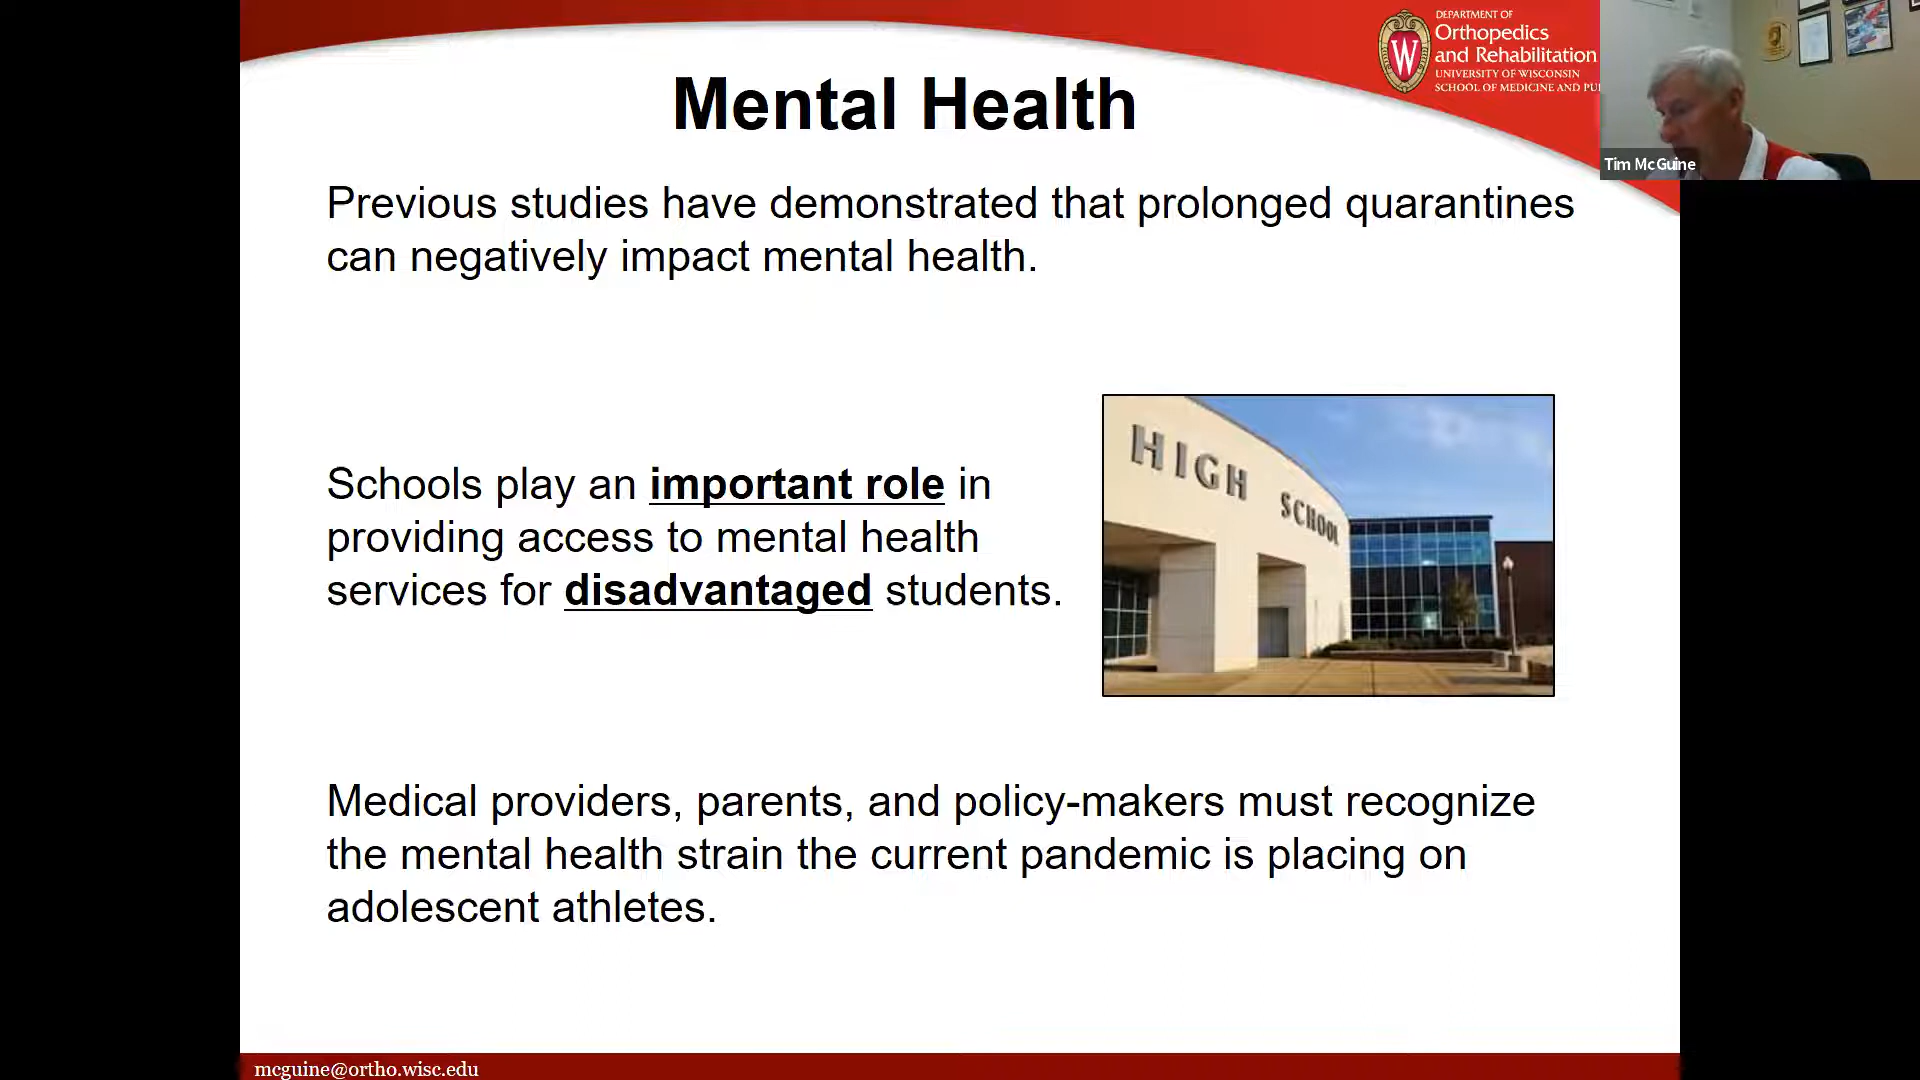 DEPARTMENT OF
Orthopedics
and Rehabilitation
UNIVERSITY OF WISCONSIN
SCHOOL OF MEDICINE AND
Tim McGuine
Mental Health
Previous studies have demonstrated that prolonged quarantines
can negatively impact mental health.
HIGH SCHOOL
Schools play an important role in
providing access to mental health
services for disadvantaged students.
Medical providers, parents, and policy-makers must recognize
the mental health strain the current pandemic is placing on
adolescent athletes.
mcguine@ortho.wisc.edu